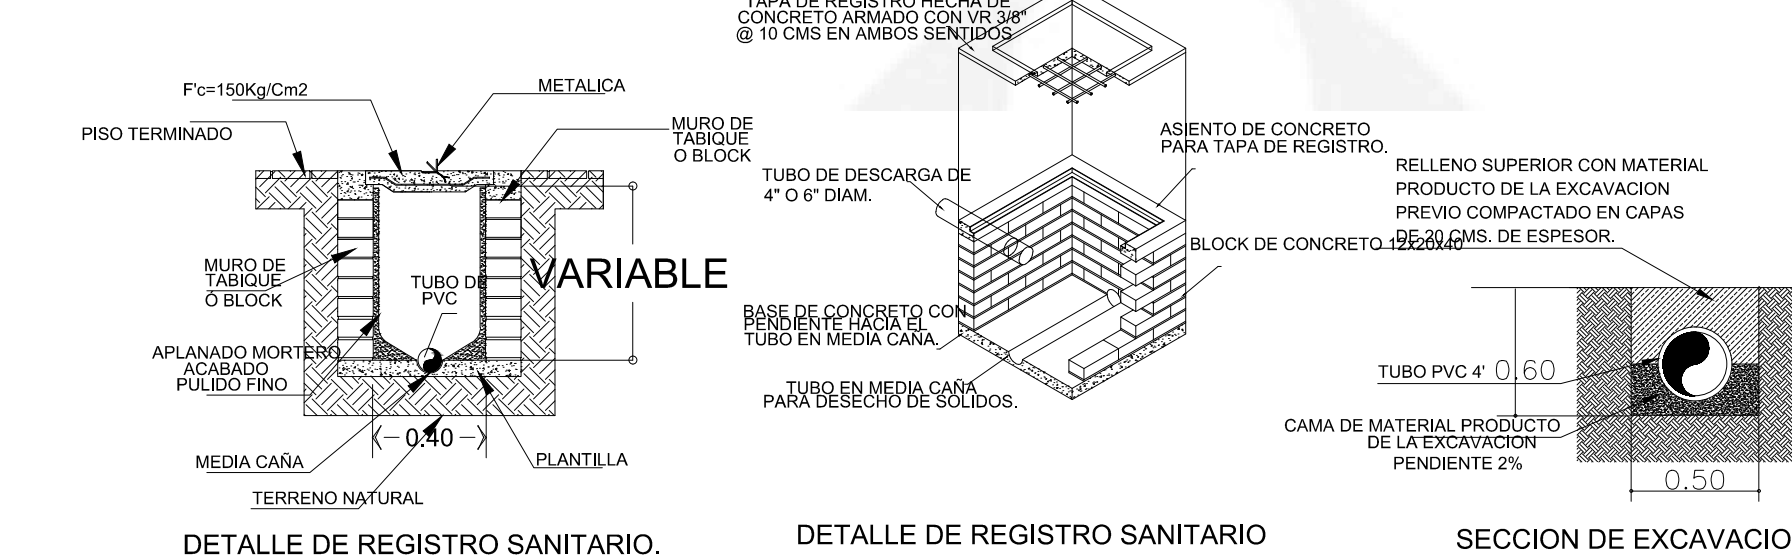 F'c=150Kg/Cm2
METALICA
PISO TERMINADO
MURO DE
TABIQUE
O BLOCK
MURO DE
TABIQUE
O BLOCK
TUBO DE
PVC
VARIABLE
APLANADO MORTERO
ACABADO
PULIDO FINO
0.40
MEDIA CAÑA
PLANTILLA
TERRENO NATURAL
DETALLE DE REGISTRO SANITARIO.
TAPA DE REGISTRO HECHA DE
CONCRETO ARMADO CON VR 3/8"
@ 10 CMS EN AMBOS SENTIDOS
ASIENTO DE CONCRETO
PARA TAPA DE REGISTRO.
TUBO DE DESCARGA DE
4" O 6" DIAM.
BLOCK DE CONCRETO 12x20x40
BASE DE CONCRETO CON
PENDIENTE HACIA EL
TUBO EN MEDIA CAÑA.
TUBO EN MEDIA CAÑA
PARA DESECHO DE SOLIDOS.
DETALLE DE REGISTRO SANITARIO
RELLENO SUPERIOR CON MATERIAL
PRODUCTO DE LA EXCAVACION
PREVIO COMPACTADO EN CAPAS
DE 20 CMS. DE ESPESOR.
TUBO PVC 4'
0.60
CAMA DE MATERIAL PRODUCTO
DE LA EXCAVACION
PENDIENTE 2%
0.50
SECCION DE EXCAVACIO